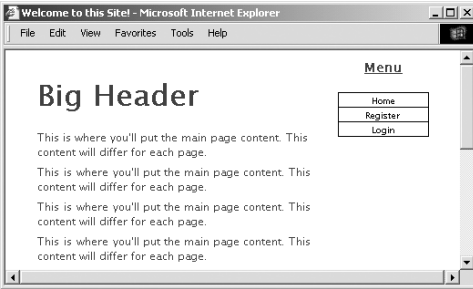 Welcome to this Site! - Microsoft Internet Explorer
File Edit View Favorites Tools Help
Big Header
This is where you'll put the main page content. This
content will differ for each page.
This is where you'll put the main page content. This
content will differ for each page.
This is where you'll put the main page content. This
content will differ for each page.
This is where you'll put the main page content. This
content will differ for each page.
Menu
Home
Register
Login